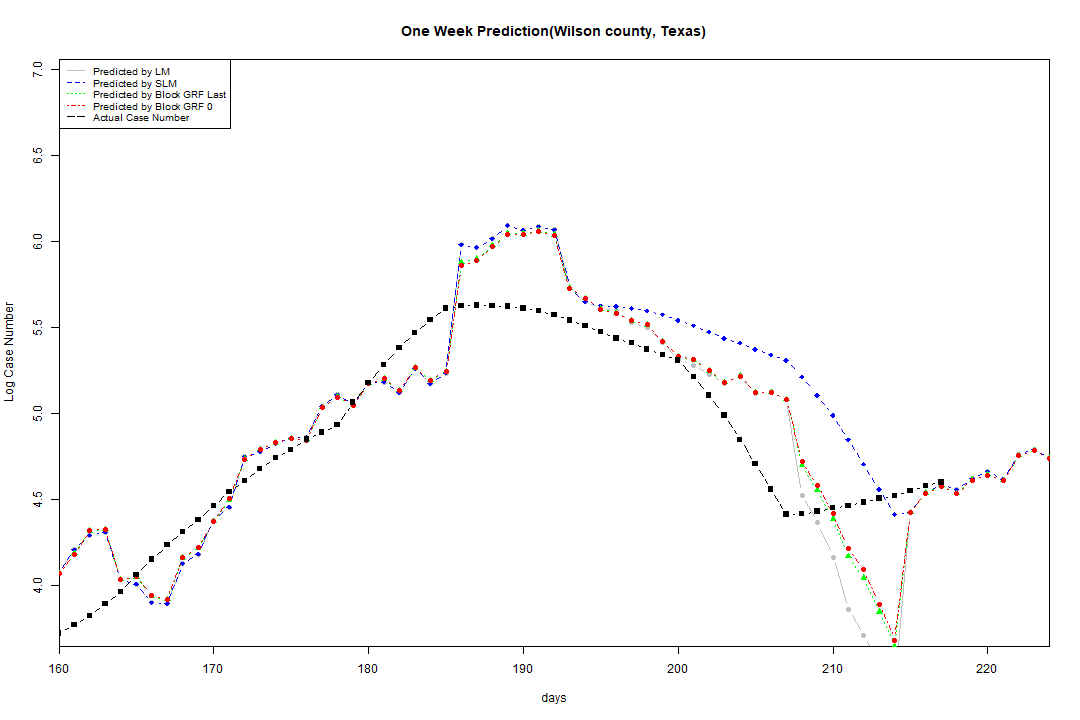 One Week Prediction(Wilson county, Texas)
Predicted by LM
Predicted by SLM
Predicted by Block GRF Last
Predicted by Block GRF 0
Actual Case Number
7.0
6.5
6.0
5.5
5.0
4.5
4.0
Log Case Number
160 170 180 190 200 210 220
days